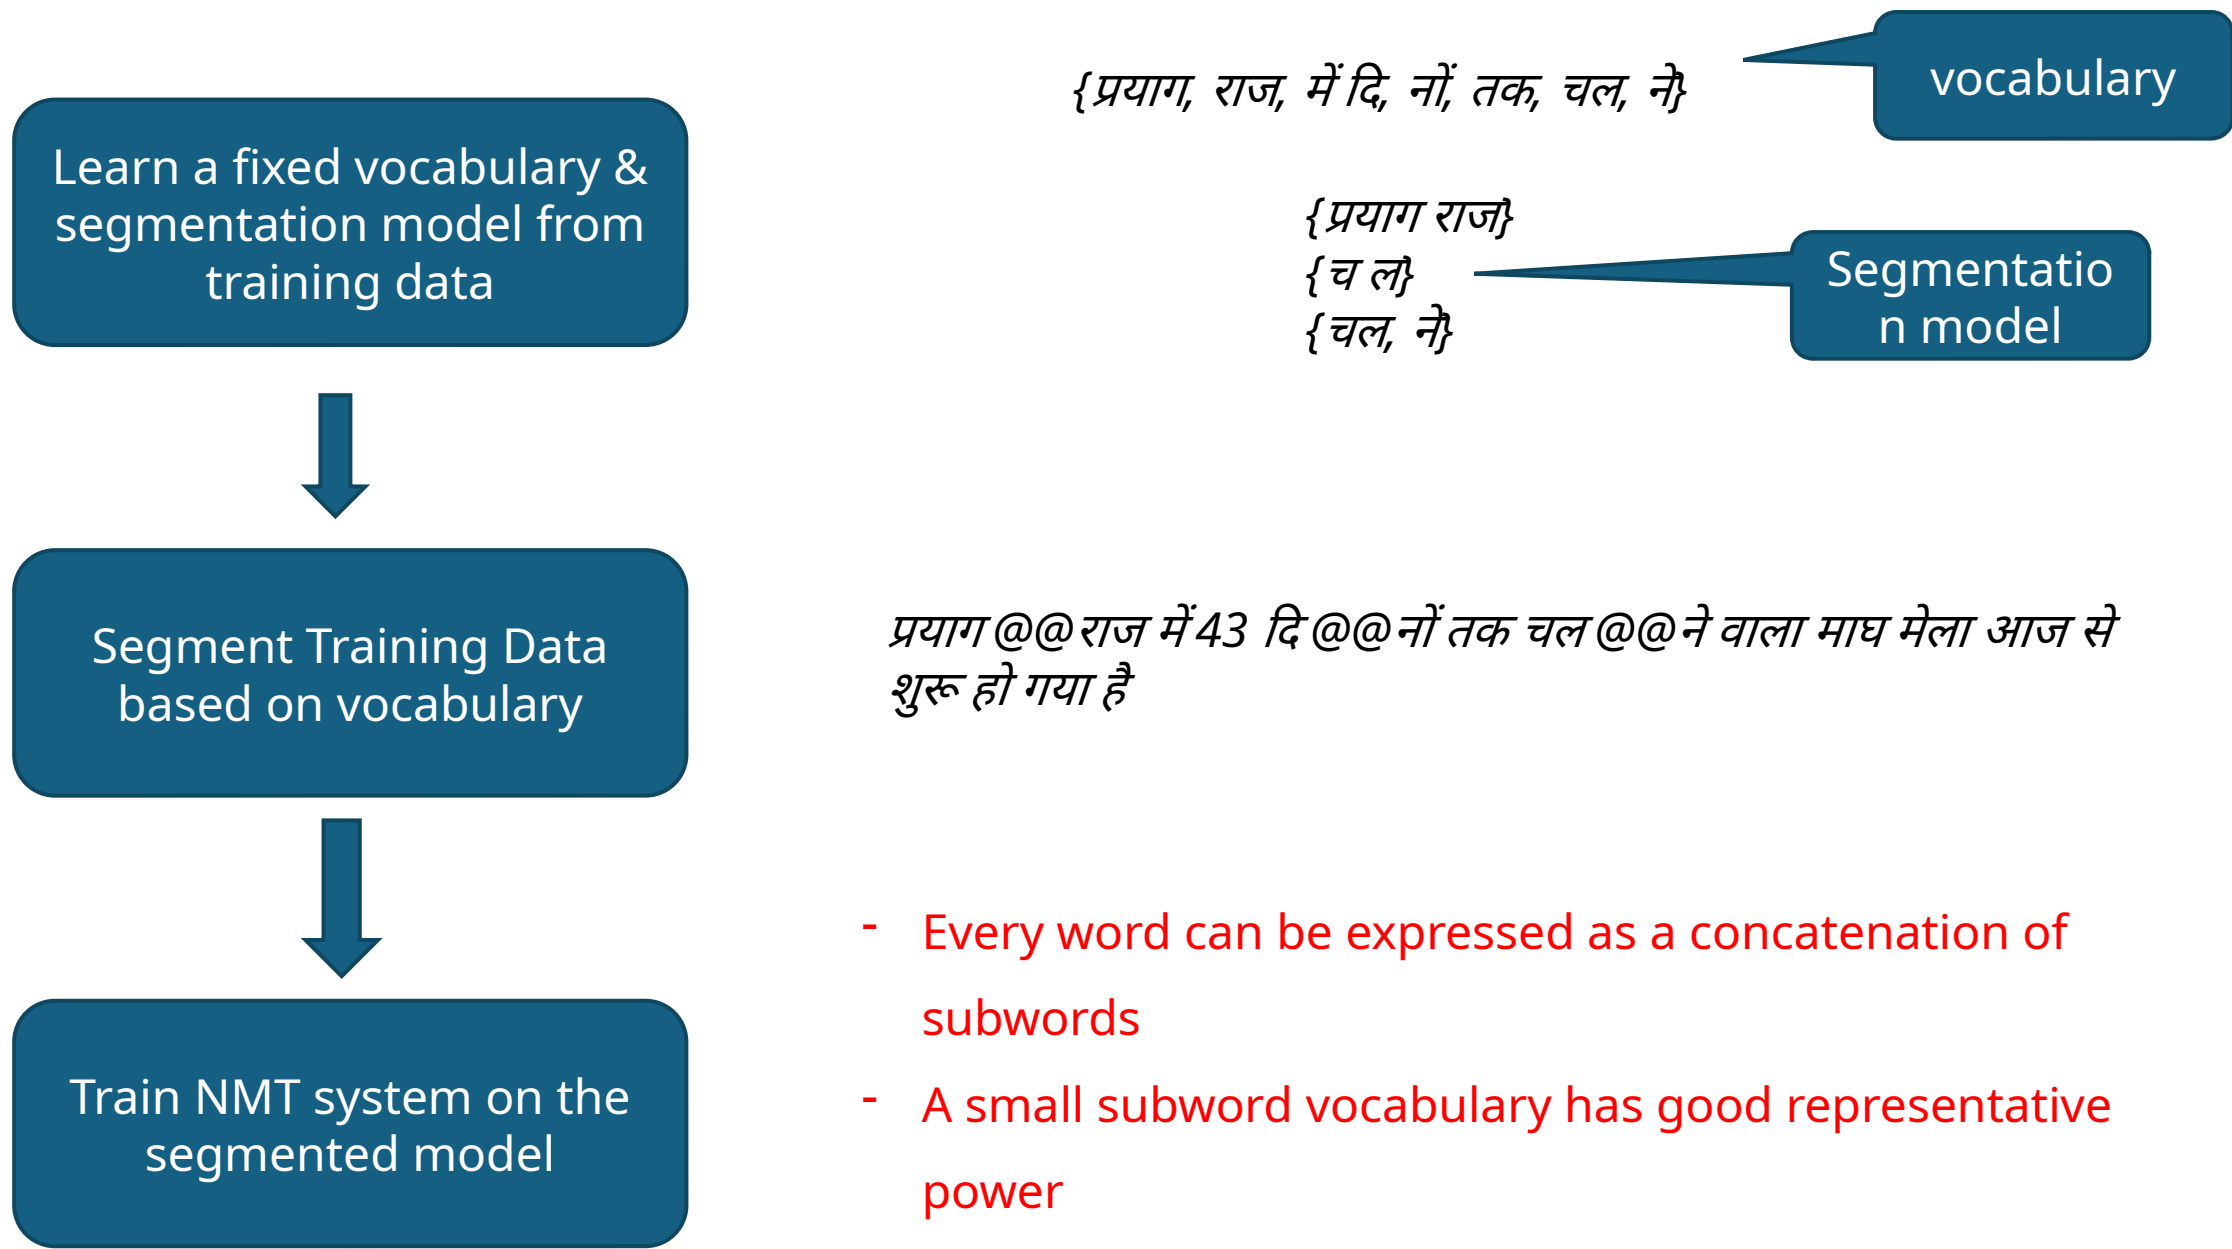 {प्रयाग, राज, में दि, नों, तक, चल, ने}
vocabulary
Learn a fixed vocabulary &
segmentation model from
training data
{प्रयाग राज}
{च ल}
{चल, ने}
Segmentatio
n model
Segment Training Data
based on vocabulary
प्रयाग @@राज में 43 दि @@नों तक चल @@ने वाला माघ मेला आज से
शुरू हो गया है
Train NMT system on the
segmented model
- Every word can be expressed as a concatenation of
subwords
- A small subword vocabulary has good representative
power